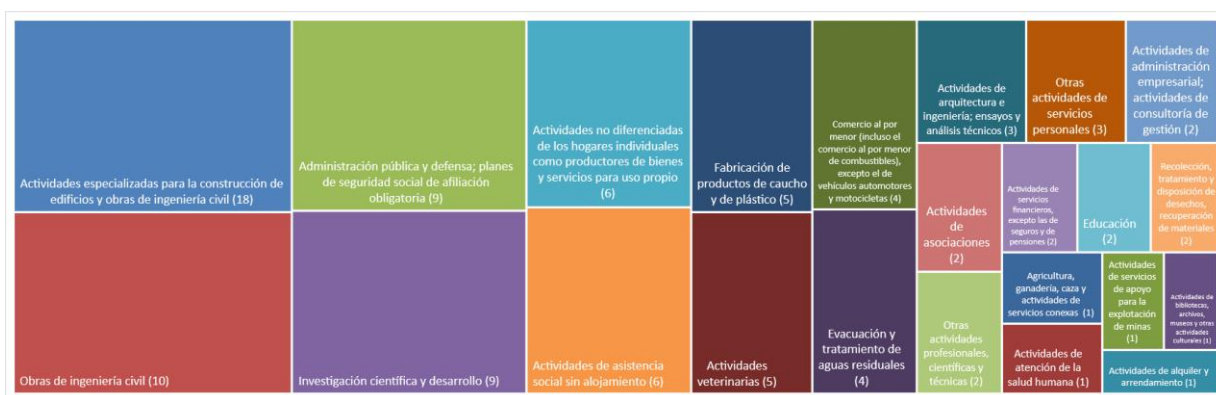 Actividades especializadas para la construcción de
edificios y obras de ingeniería civil (18)
Obras de ingeniería civil (10)
Administración pública y defensa; planes
de seguridad social de afiliación
obligatoria (9)
Investigación científica y desarrollo (9)
Actividades no diferenciadas
de los hogares individuales
como productores de bienes
y servicios para uso propio
(6)
Actividades de asistencia
social sin alojamiento (6)
Fabricación de
productos de caucho
y de plástico (5)
Actividades
veterinarias (5)
Comercio al por
menor (incluso el
comercio al por menor
de combustibles),
excepto el de
vehículos automotores
y motocicletas (4)
Evacuación y
tratamiento de
aguas residuales
(4)
Actividades de
arquitectura e
ingeniería; ensayos y
análisis técnicos (3)
Otras
actividades de
servicios
personales (3)
Actividades de
administración
empresarial;
actividades de
consultoría de
gestión (2)
Actividades
de
asociaciones
(2)
Actividades de
servicios
financieros,
excepto las de
seguros y de
pensiones (2)
Educación
(2)
Recolección,
tratamiento y
disposición de
desechos,
recuperación
de materiales
(2)
Otras
actividades
profesionales,
científicas y
técnicas (2)
Agricultura,
ganadería, caza y
actividades de
servicios conexas (1)
Actividades
de servicios
de apoyo
para la
explotación
de minas
(1)
Actividades de
bibliotecas,
archivos,
museos y otras
actividades
culturales (1)
Actividades de
atención de la
salud humana (1)
Actividades de alquiler y
arrendamiento (1)